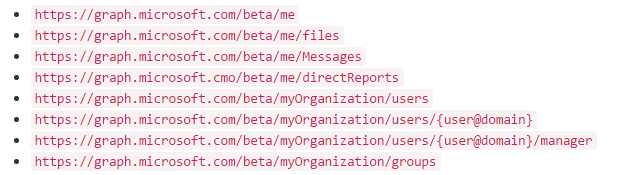 https://graph.microsoft.com/beta/me
https://graph.microsoft.com/beta/me/files
https://graph.microsoft.com/beta/me/Messages
https://graph.microsoft.cmo/beta/me/directReports
https://graph.microsoft.com/beta/myOrganization/users
https://graph.microsoft.com/beta/myOrganization/users/{user@domain}
https://graph.microsoft.com/beta/myOrganization/users/{user@domain}/manager
https://graph.microsoft.com/beta/myOrganization/groups